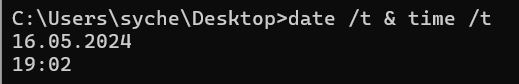 C:\Users\syche\Desktop>date /t & time /t
16.05.2024
19:02